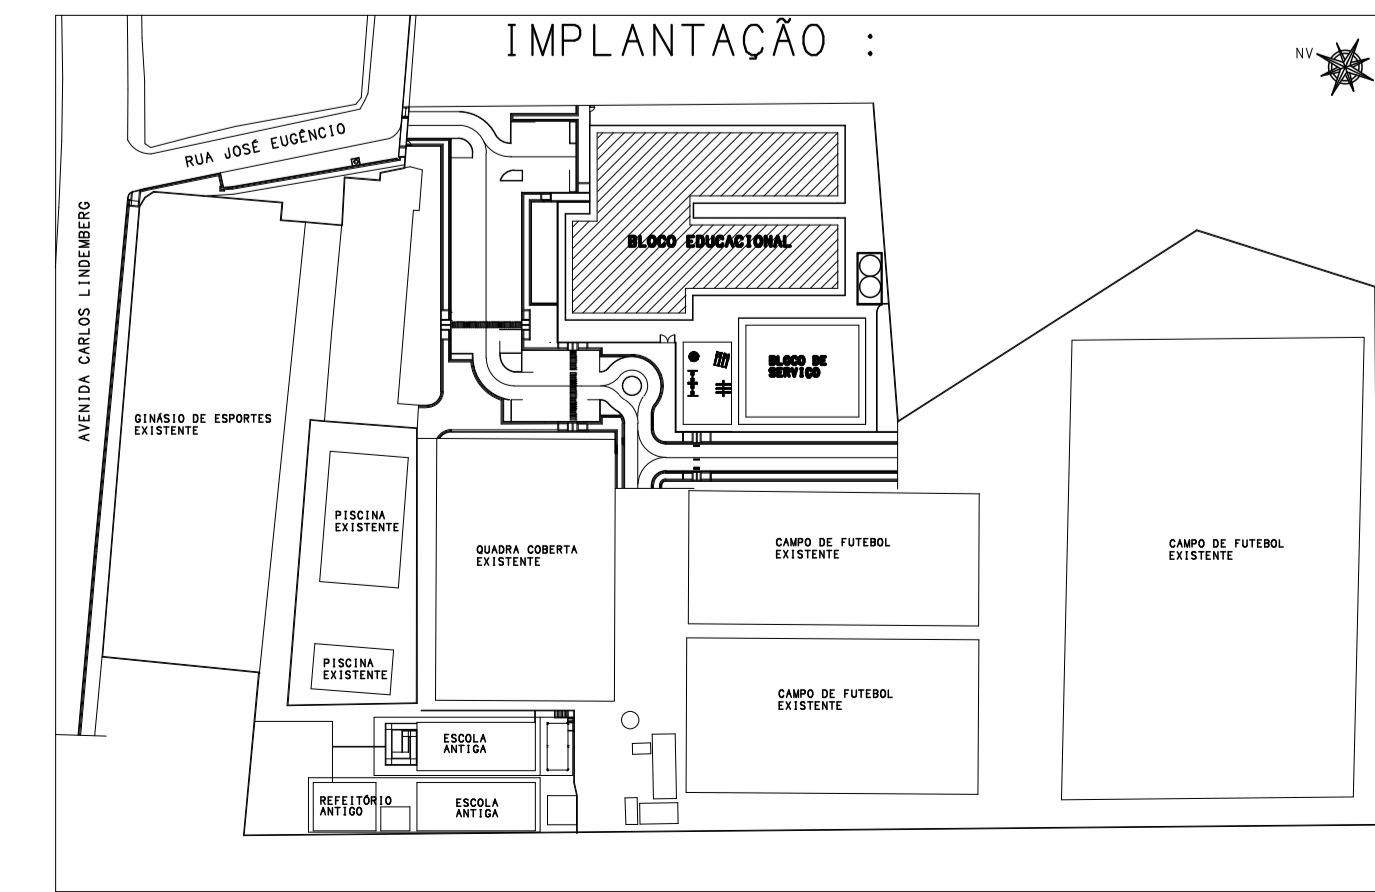 IMPLANTAÇÃO :
NV
RUA JOSÉ EUGÊNCIO
AVENIDA CARLOS LINDEMBERG
BLOCO EDUCACIONAL
BLOCO DE
SERVICO
GINÁSIO DE ESPORTES
EXISTENTE
PISCINA
EXISTENTE
QUADRA COBERTA
EXISTENTE
CAMPO DE FUTEBOL
EXISTENTE
CAMPO DE FUTEBOL
EXISTENTE
PISCINA
EXISTENTE
CAMPO DE FUTEBOL
EXISTENTE
ESCOLA
ANTIGA
REFEITÓRIO
ANTIGO
ESCOLA
ANTIGA